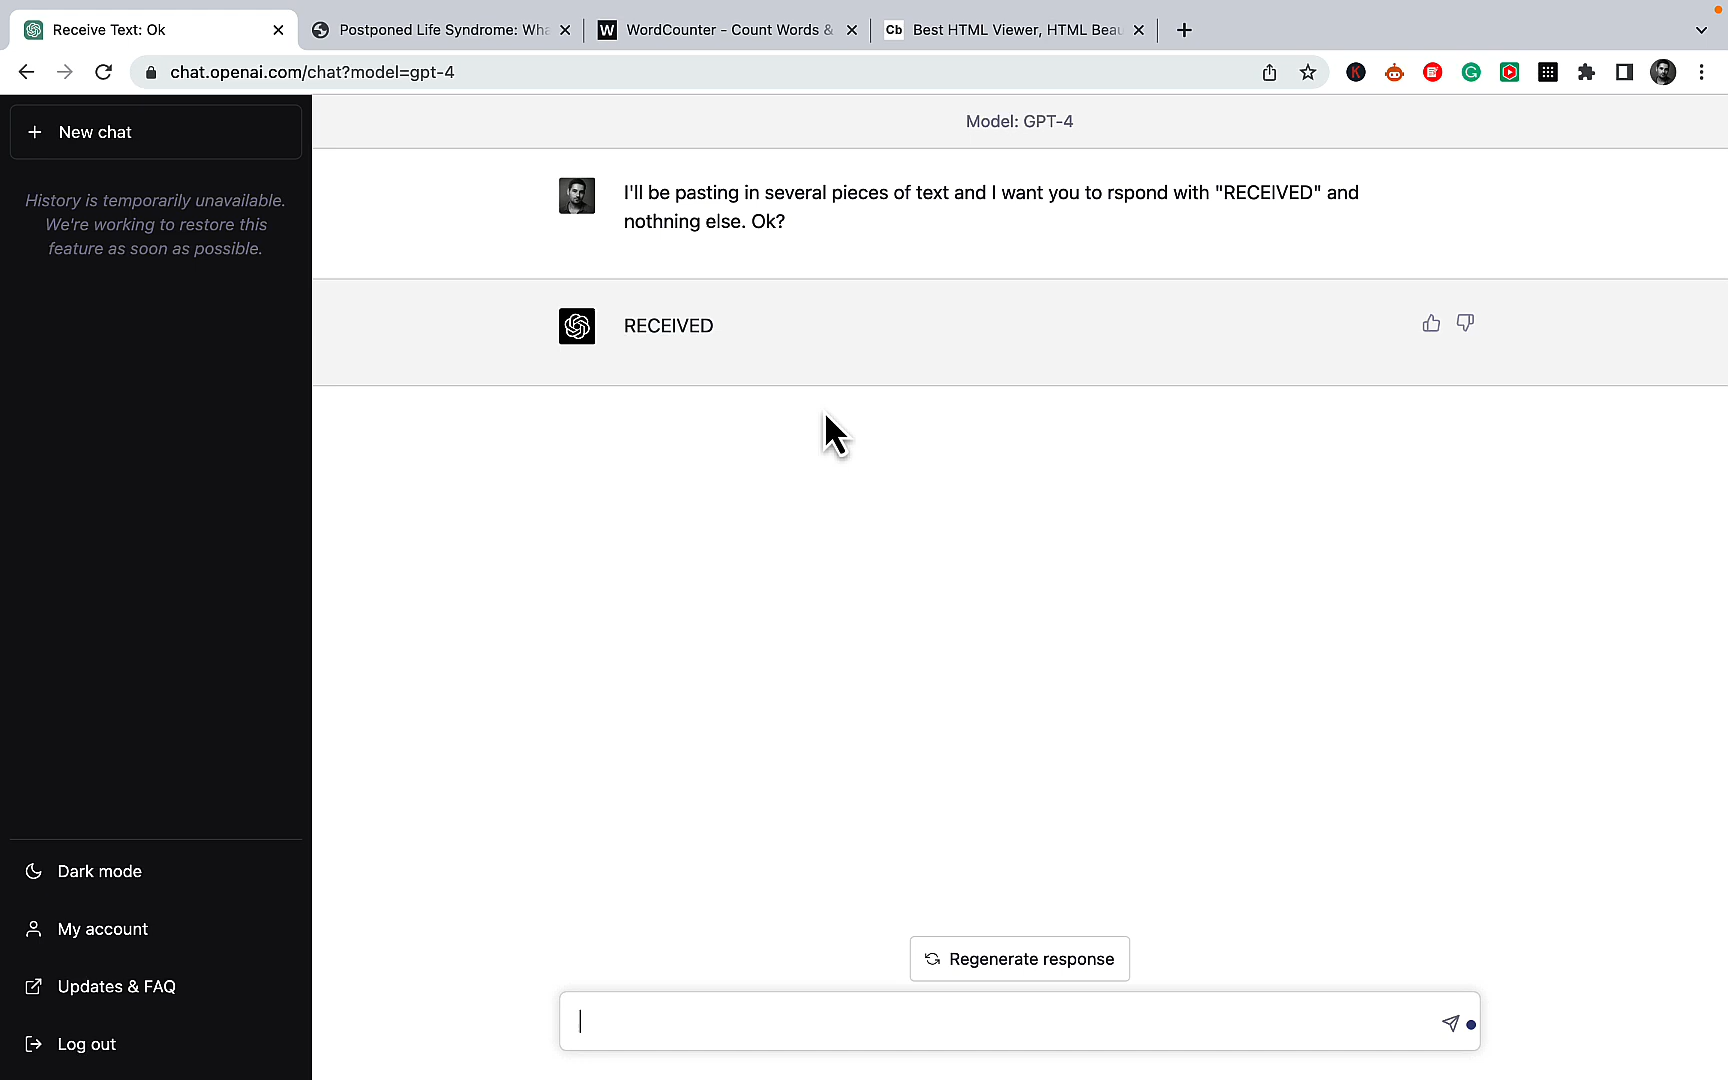 Receive Text: Ok
Postponed Life Syndrome: Wha
W WordCounter - Count Words &
Cb Best HTML Viewer, HTML Beau
chat.openai.com/chat?model=gpt-4
New chat
History is temporarily unavailable.
We're working to restore this
feature as soon as possible.
Model: GPT-4
I'll be pasting in several pieces of text and I want you to rspond with "RECEIVED" and
nothning else. Ok?
RECEIVED
Regenerate response
Dark mode
My account
Updates & FAQ
Log out